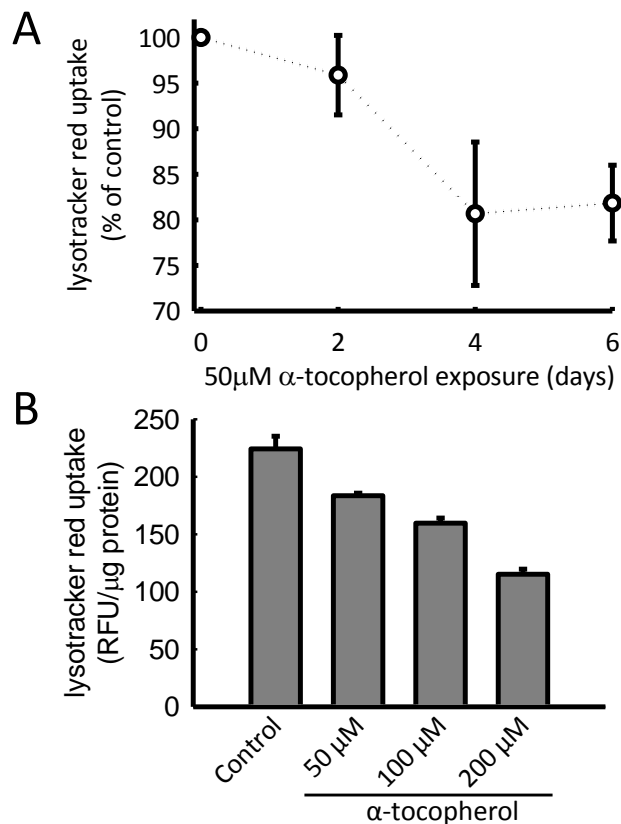 A
lysotracker red uptake
(% of control)
100
95
90
85
80
75
70
0 2 4 6
50µM α-tocopherol exposure (days)
B
lysotracker red uptake
(RFU/µg protein)
250
200
150
100
50
0
Control 50 µM 100 µM 200 µM
α-tocopherol